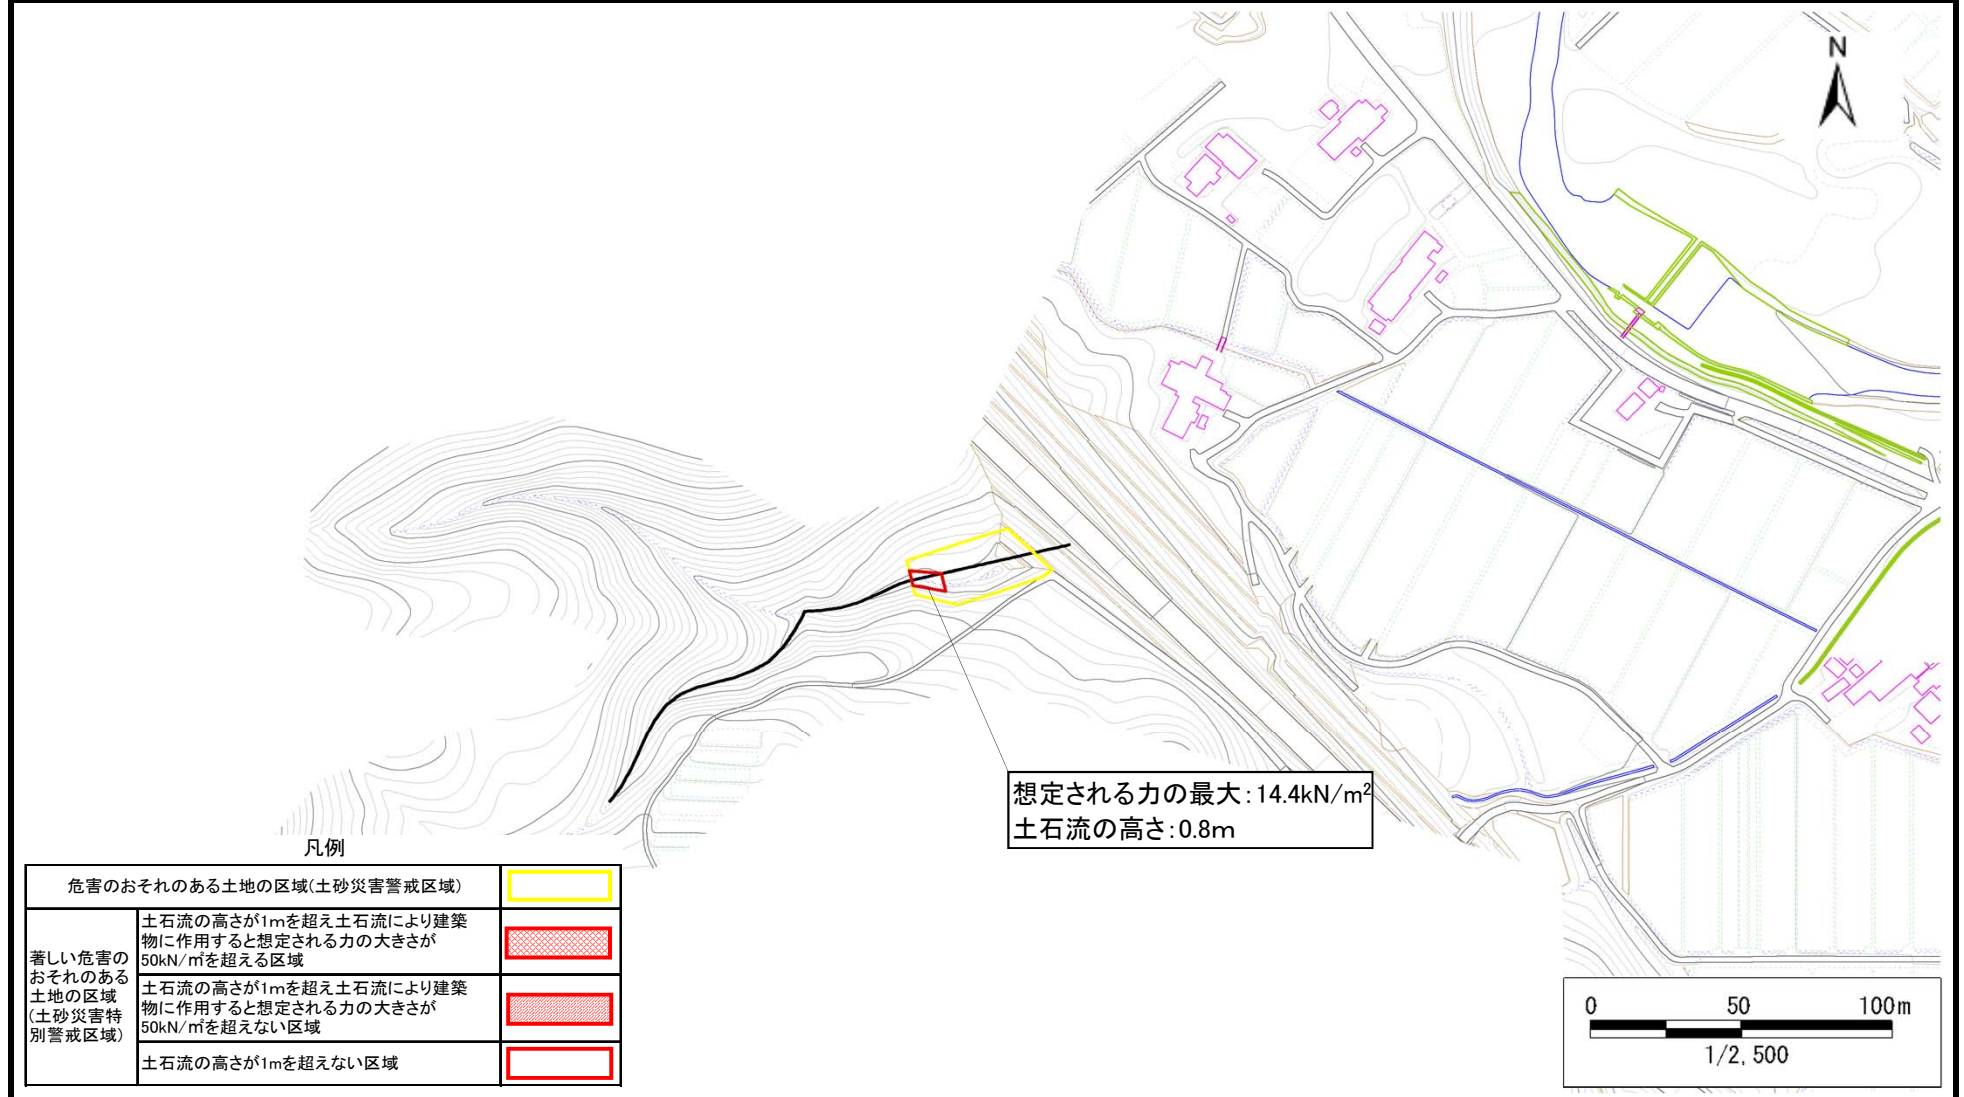 N
想定される力の最大:14.4kN/m²
土石流の高さ:0.8m
凡例
危害のおそれのある土地の区域(土砂災害警戒区域)
著しい危害の
おそれのある
土地の区域
(土砂災害特
別警戒区域)
土石流の高さが1mを超え土石流により建築
物に作用すると想定される力の大きさが
50kN/㎡を超える区域
土石流の高さが1mを超え土石流により建築
物に作用すると想定される力の大きさが
50kN/㎡を超えない区域
土石流の高さが1mを超えない区域
0 50 100m
1/2,500